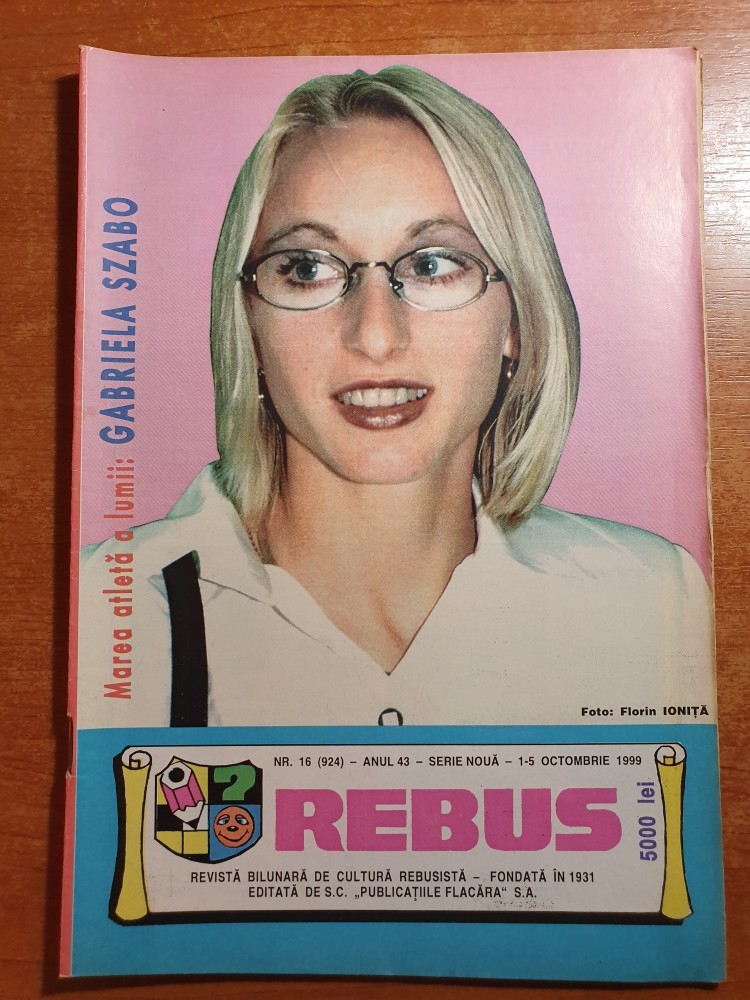 Marea atletă a lumii: GABRIELA SZABO
Foto: Florin IONIȚĂ
NR. 16 (924) – ANUL 43 – SERIE NOUĂ – 1-5 OCTOMBRIE 1999
?
REBUS
5000 lei
REVISTĂ BILUNARĂ DE CULTURĂ REBUSISTĂ – FONDATĂ ÎN 1931
EDITATĂ DE S.C. „PUBLICAȚIILE FLACĂRA“ S.A.